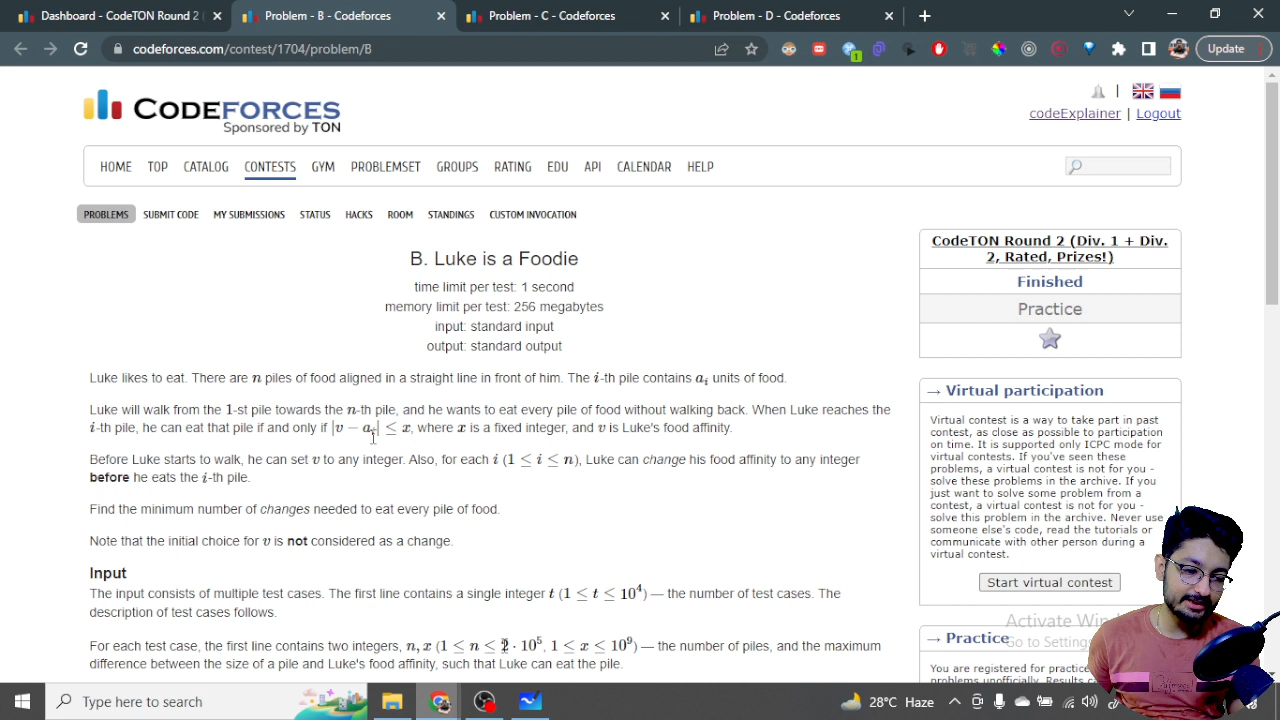 Dashboard - CodeTON Round 2 (
Problem - B - Codeforces
Problem - C - Codeforces
Problem - D - Codeforces
codeforces.com/contest/1704/problem/B
1
Update
CODEFORCES
Sponsored by TON
codeExplainer | Logout
HOME TOP CATALOG CONTESTS GYM PROBLEMSET GROUPS RATING EDU API CALENDAR HELP
PROBLEMS SUBMIT CODE MY SUBMISSIONS STATUS HACKS ROOM STANDINGS CUSTOM INVOCATION
B. Luke is a Foodie
time limit per test: 1 second
memory limit per test: 256 megabytes
input: standard input
output: standard output
Luke likes to eat. There are n piles of food aligned in a straight line in front of him. The i-th pile contains a_i units of food.
Luke will walk from the 1-st pile towards the n-th pile, and he wants to eat every pile of food without walking back. When Luke reaches the
i-th pile, he can eat that pile if and only if |v − a_i| ≤ x, where x is a fixed integer, and v is Luke's food affinity.
Before Luke starts to walk, he can set v to any integer. Also, for each i (1 ≤ i ≤ n), Luke can change his food affinity to any integer
before he eats the i-th pile.
Find the minimum number of changes needed to eat every pile of food.
Note that the initial choice for v is not considered as a change.
Input
The input consists of multiple test cases. The first line contains a single integer t (1 ≤ t ≤ 10^4) — the number of test cases. The
description of test cases follows.
For each test case, the first line contains two integers, n, x (1 ≤ n ≤ 2 · 10^5, 1 ≤ x ≤ 10^9) — the number of piles, and the maximum
difference between the size of a pile and Luke's food affinity, such that Luke can eat the pile.
CodeTON Round 2 (Div. 1 + Div.
2, Rated, Prizes!)
Finished
Practice
→ Virtual participation
Virtual contest is a way to take part in past
contest, as close as possible to participation
on time. It is supported only ICPC mode for
virtual contests. If you've seen these
problems, a virtual contest is not for you -
solve these problems in the archive. If you
just want to solve some problem from a
contest, a virtual contest is not for you -
solve this problem in the archive. Never use
someone else's code, read the tutorials or
communicate with other person during a
virtual contest.
Start virtual contest
Activate Win
Go to Settings
→ Practice
You are registered for practice
problems unofficially. Results c
Type here to search
28°C Haze